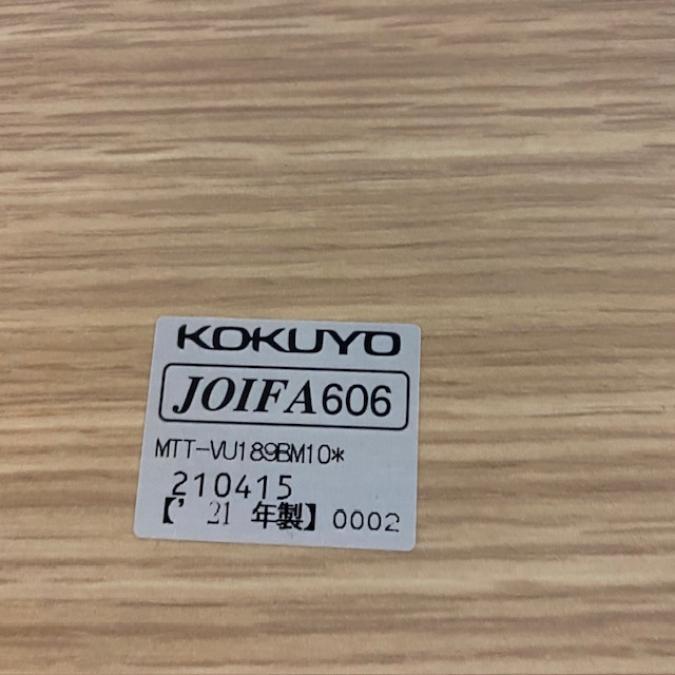 KOKUYO
JOIFA606
MTT-VU189BM10*
210415
【’21 年製】 0002